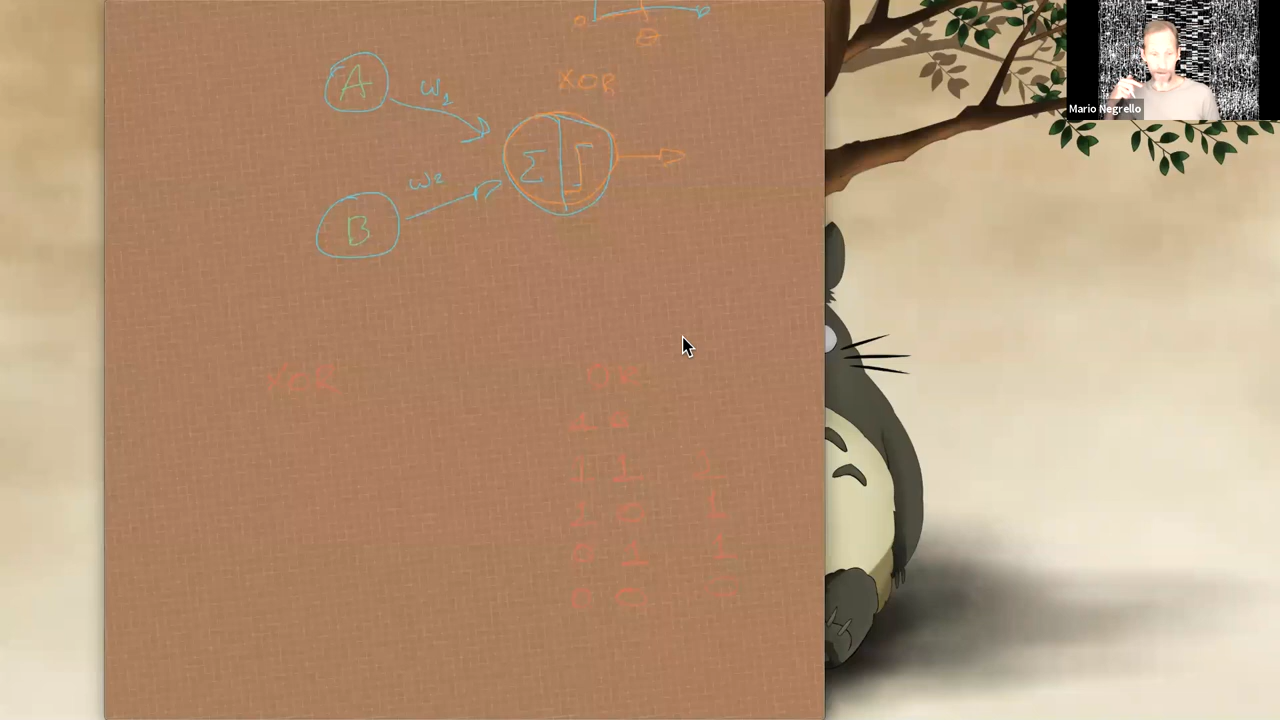 0 θ
XOR
A w1
Σ
w2
B
Mario Negrello
XOR
OR
A B
1 1 1
1 0 1
0 1 1
0 0 0